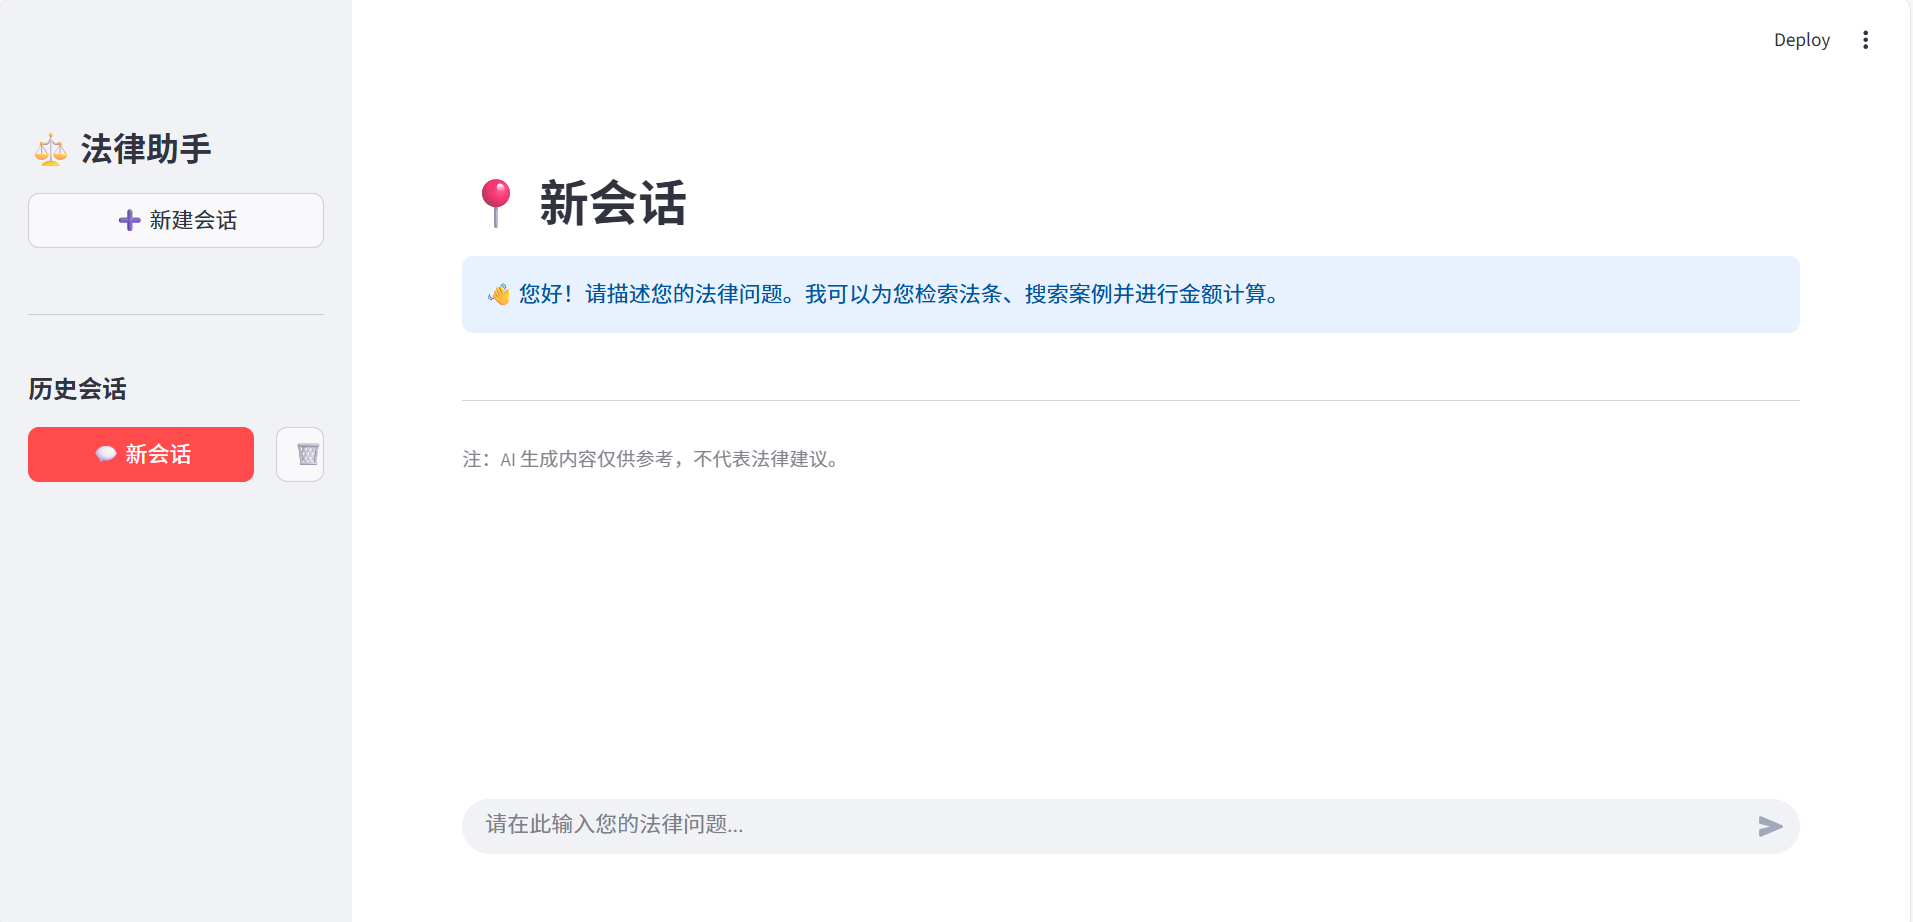 Deploy
法律助手
新建会话
历史会话
新会话
新会话
您好！请描述您的法律问题。我可以为您检索法条、搜索案例并进行金额计算。
注：AI 生成内容仅供参考，不代表法律建议。
请在此输入您的法律问题...